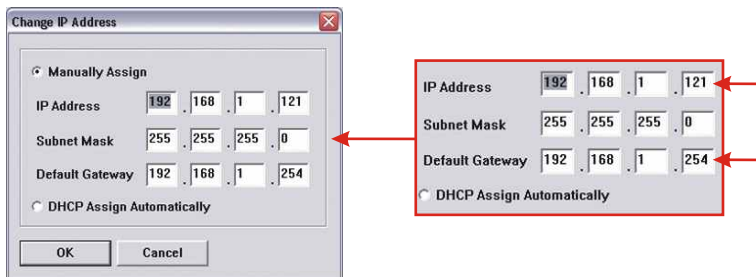 Change IP Address
Manually Assign
IP Address 192 . 168 . 1 . 121
Subnet Mask 255 . 255 . 255 . 0
Default Gateway 192 . 168 . 1 . 254
DHCP Assign Automatically
OK Cancel
IP Address 192 . 168 . 1 . 121
Subnet Mask 255 . 255 . 255 . 0
Default Gateway 192 . 168 . 1 . 254
DHCP Assign Automatically